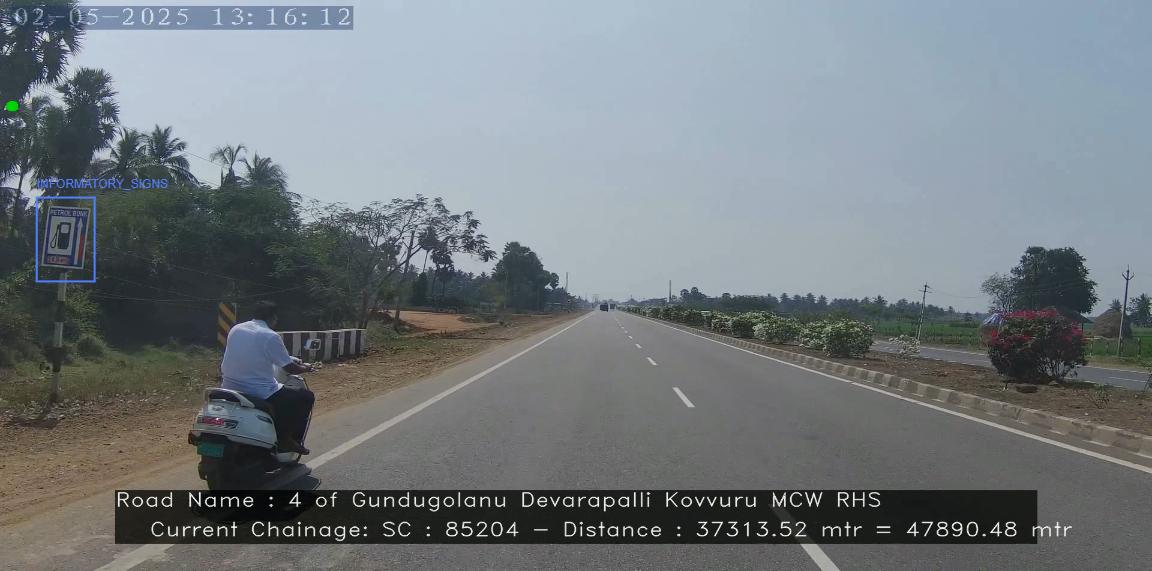 02-05-2025 13:16:12
INFORMATORY_SIGNS
PETROL BUNK
Road Name : 4 of Gundugolanu Devarapalli Kovvuru MCW RHS
Current Chainage: SC : 85204 - Distance : 37313.52 mtr = 47890.48 mtr